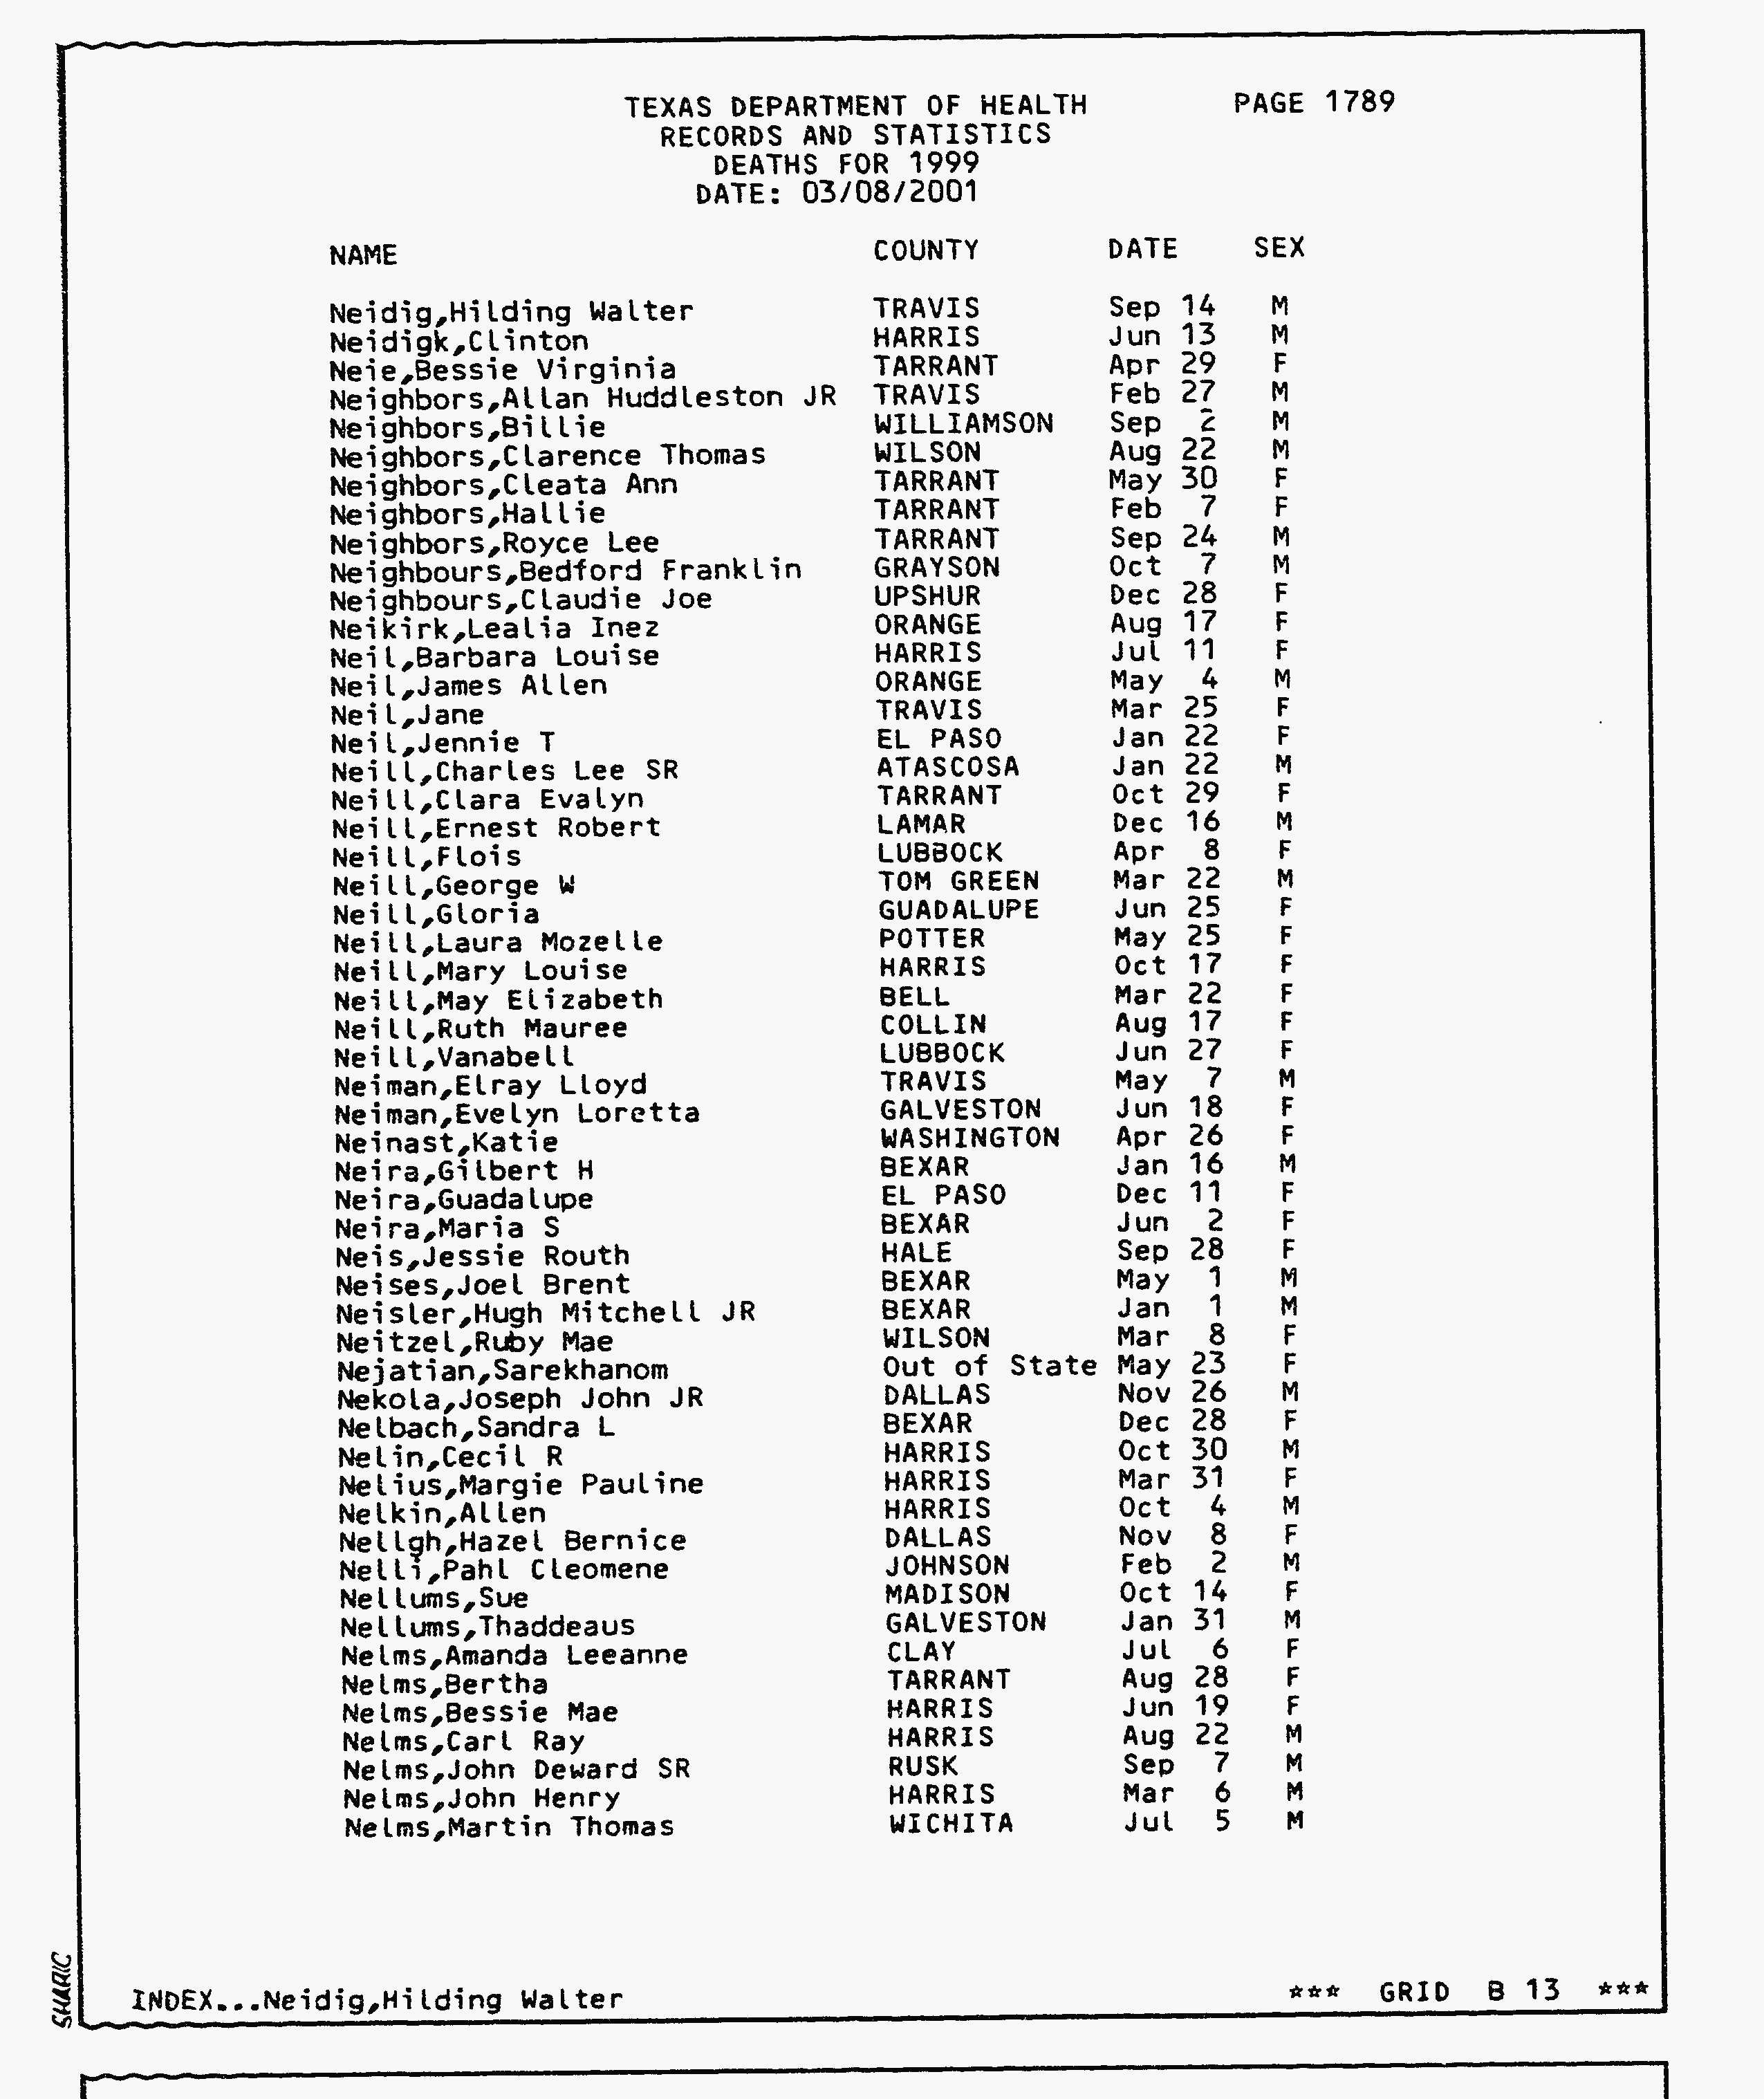 TEXAS DEPARTMENT OF HEALTH PAGE 1789
RECORDS AND STATISTICS
DEATHS FOR 1999
DATE: 03/08/2001
NAME COUNTY DATE SEX
Neidig,Hilding Walter TRAVIS Sep 14 M
Neidigk,Clinton HARRIS Jun 13 M
Neie,Bessie Virginia TARRANT Apr 29 F
Neighbors,Allan Huddleston JR TRAVIS Feb 27 M
Neighbors,Billie WILLIAMSON Sep 2 M
Neighbors,Clarence Thomas WILSON Aug 22 M
Neighbors,Cleata Ann TARRANT May 30 F
Neighbors,Hallie TARRANT Feb 7 F
Neighbors,Royce Lee TARRANT Sep 24 M
Neighbours,Bedford Franklin GRAYSON Oct 7 M
Neighbours,Claudie Joe UPSHUR Dec 28 F
Neikirk,Lealia Inez ORANGE Aug 17 F
Neil,Barbara Louise HARRIS Jul 11 F
Neil,James Allen ORANGE May 4 M
Neil,Jane TRAVIS Mar 25 F
Neil,Jennie T EL PASO Jan 22 F
Neill,Charles Lee SR ATASCOSA Jan 22 M
Neill,Clara Evalyn TARRANT Oct 29 F
Neill,Ernest Robert LAMAR Dec 16 M
Neill,Flois LUBBOCK Apr 8 F
Neill,George W TOM GREEN Mar 22 M
Neill,Gloria GUADALUPE Jun 25 F
Neill,Laura Mozelle POTTER May 25 F
Neill,Mary Louise HARRIS Oct 17 F
Neill,May Elizabeth BELL Mar 22 F
Neill,Ruth Mauree COLLIN Aug 17 F
Neill,Vanabell LUBBOCK Jun 27 F
Neiman,Elray Lloyd TRAVIS May 7 M
Neiman,Evelyn Loretta GALVESTON Jun 18 F
Neinast,Katie WASHINGTON Apr 26 F
Neira,Gilbert H BEXAR Jan 16 M
Neira,Guadalupe EL PASO Dec 11 F
Neira,Maria S BEXAR Jun 2 F
Neis,Jessie Routh HALE Sep 28 F
Neises,Joel Brent BEXAR May 1 M
Neisler,Hugh Mitchell JR BEXAR Jan 1 M
Neitzel,Ruby Mae WILSON Mar 8 F
Nejatian,Sarekhanom Out of State May 23 F
Nekola,Joseph John JR DALLAS Nov 26 M
Nelbach,Sandra L BEXAR Dec 28 F
Nelin,Cecil R HARRIS Oct 30 M
Nelius,Margie Pauline HARRIS Mar 31 F
Nelkin,Allen HARRIS Oct 4 M
Nellgh,Hazel Bernice DALLAS Nov 8 F
Nelli,Pahl Cleomene JOHNSON Feb 2 M
Nellums,Sue MADISON Oct 14 F
Nellums,Thaddeaus GALVESTON Jan 31 M
Nelms,Amanda Leeanne CLAY Jul 6 F
Nelms,Bertha TARRANT Aug 28 F
Nelms,Bessie Mae HARRIS Jun 19 F
Nelms,Carl Ray HARRIS Aug 22 M
Nelms,John Deward SR RUSK Sep 7 M
Nelms,John Henry HARRIS Mar 6 M
Nelms,Martin Thomas WICHITA Jul 5 M
INDEX...Neidig,Hilding Walter *** GRID B 13 ***